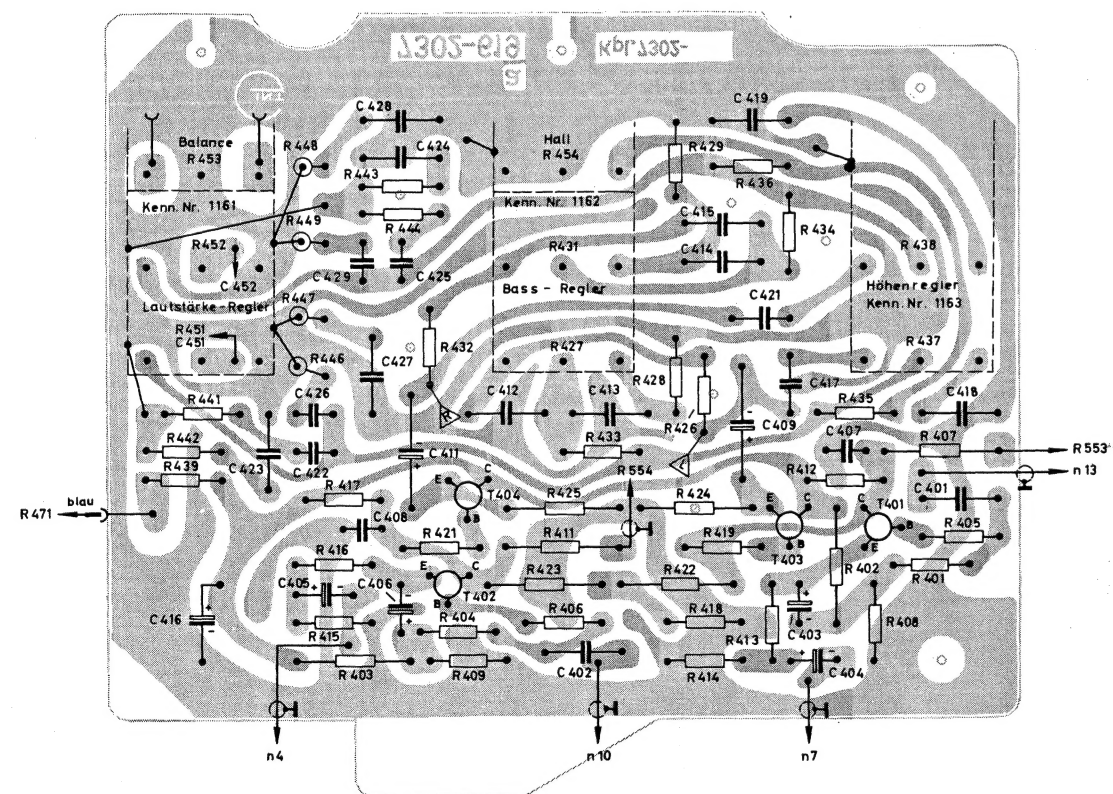 7302-619
a
Kpl.7302-
C 428
C 419
Balance
R 453
R 448
C 424
Hall
R 454
R 429
R 443
R 436
Kenn. Nr. 1161
Kenn. Nr. 1162
R 449
R 444
C 415
R 434
R 452
R 431
C 414
R 438
C 452
C 429
C 425
Bass - Regler
Höhenregler
Kenn. Nr. 1163
Lautstärke-Regler
R 447
C 421
R 451
C 451
R 432
R 427
R 437
R 446
C 427
R 428
C 417
R 441
C 426
C 412
C 413
R 426
C 409
R 435
C 418
R
L
R 442
R 433
C 407
R 407
R 553
R 439
C 423
C 422
C 411
R 554
R 412
n 13
R 417
E
C
T 404
B
R 425
R 424
E
C
C
T401
C 401
blau
R 471
C 408
R 421
R 411
R 419
B
T 403
B
E
R 405
R 416
E
C
R 423
R 422
R 402
R 401
C 405
C 406
B
T 402
C 416
R 415
R 404
R 406
R 418
R 413
C 403
R 408
R 403
R 409
C 402
R 414
C 404
n4
n 10
n7